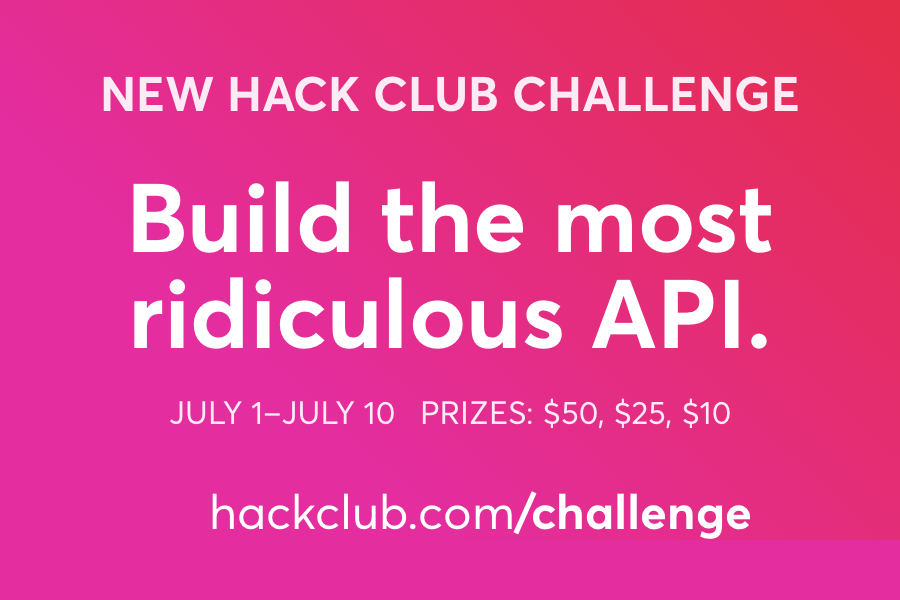 NEW HACK CLUB CHALLENGE
Build the most
ridiculous API.
JULY 1–JULY 10 PRIZES: $50, $25, $10
hackclub.com/challenge